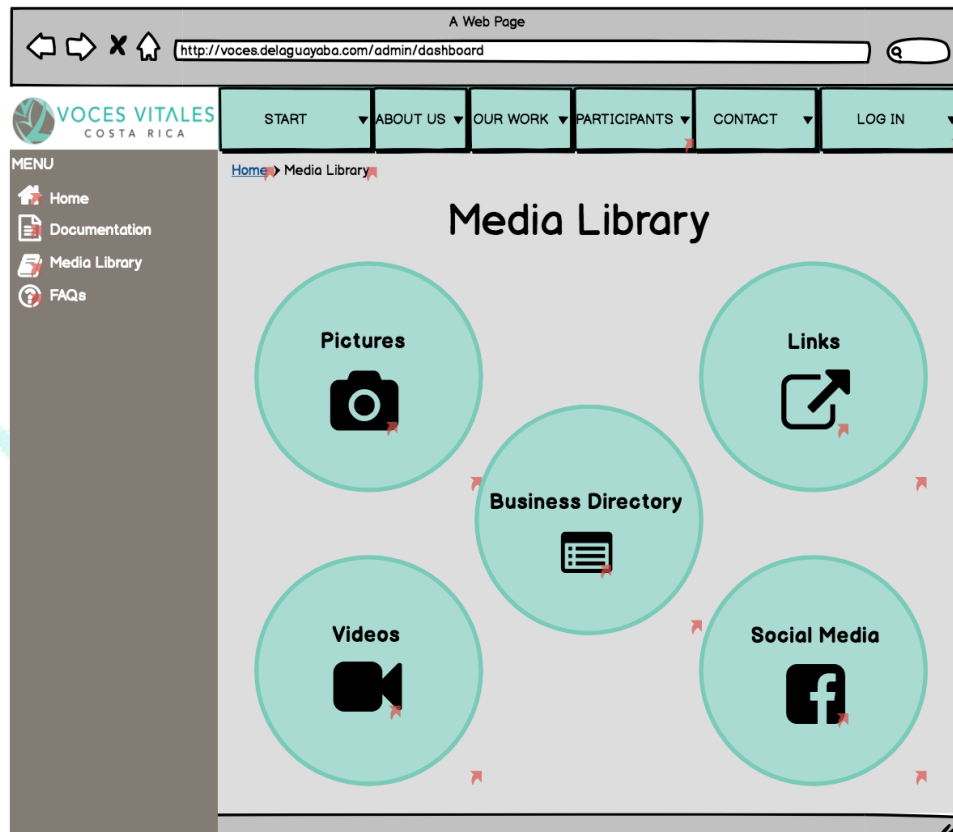 A Web Page
http://voces.delaguayaba.com/admin/dashboard
VOCES VITALES
COSTA RICA
START ABOUT US OUR WORK PARTICIPANTS CONTACT LOG IN
MENU
Home
Documentation
Media Library
FAQs
Home > Media Library
Media Library
Pictures
Links
Business Directory
Videos
Social Media